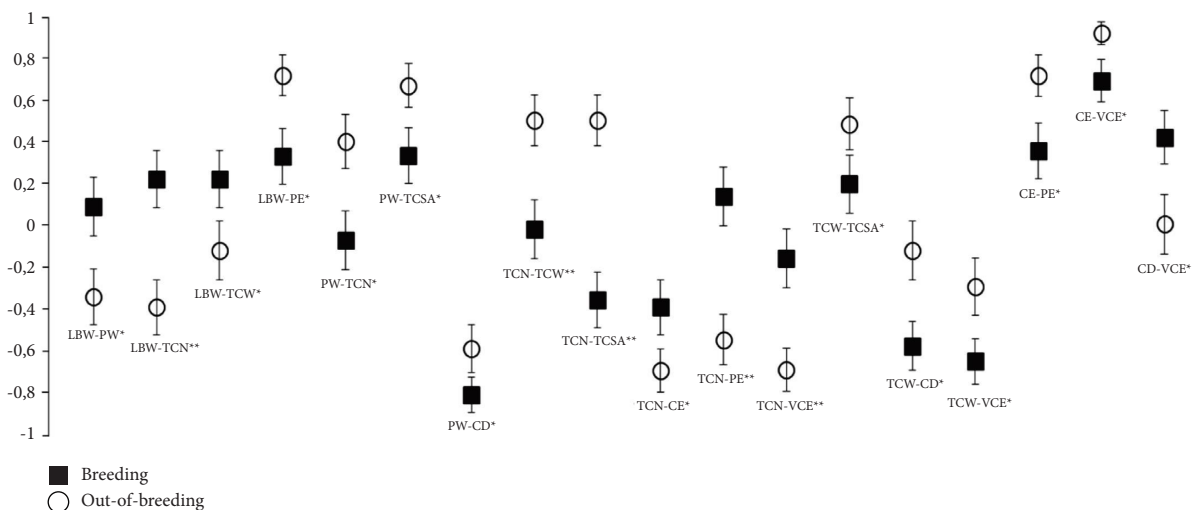 1
0,8
0,6
0,4
0,2
0
-0,2
-0,4
-0,6
-0,8
-1
LBW-PW*
LBW-TCN**
LBW-TCW*
LBW-PE*
PW-TCN*
PW-TCSA*
PW-CD*
TCN-TCW**
TCN-TCSA**
TCN-CE*
TCN-PE**
TCN-VCE**
TCW-TCSA*
TCW-CD*
TCW-VCE*
CE-PE*
CE-VCE*
CD-VCE*
Breeding
Out-of-breeding